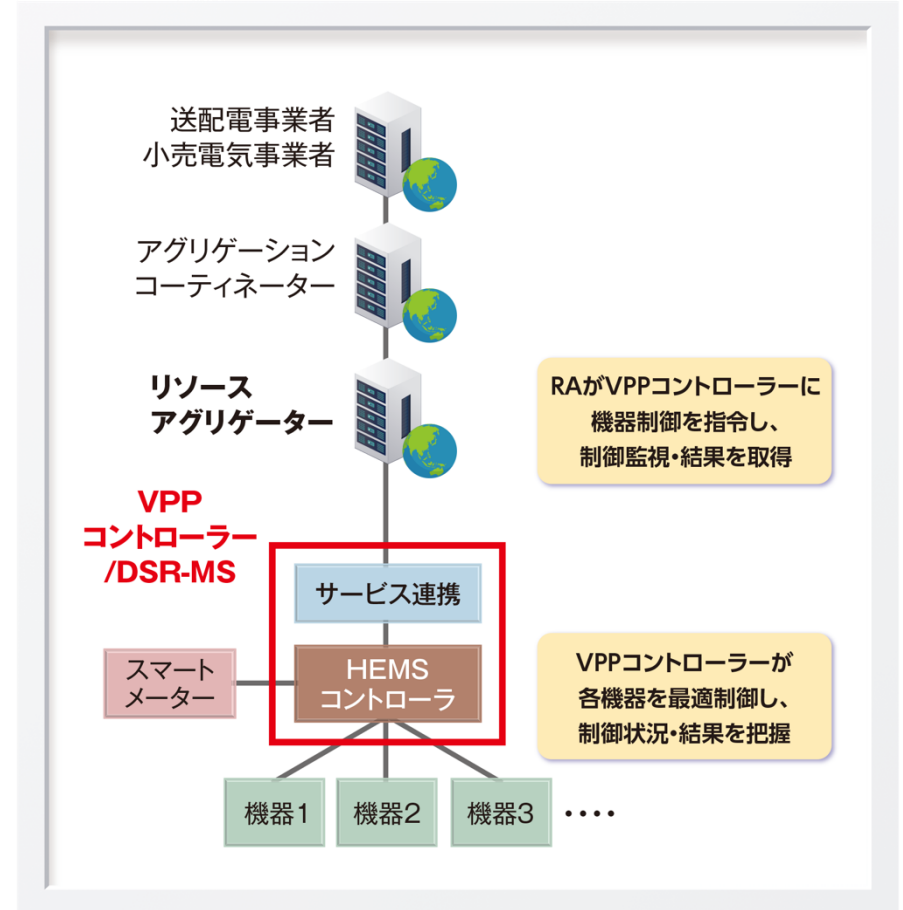 送配電事業者
小売電気事業者
アグリゲーション
コーティネーター
リソース
アグリゲーター
RAがVPPコントローラーに
機器制御を指令し、
制御監視・結果を取得
VPP
コントローラー
/DSR-MS
サービス連携
スマート
メーター
HEMS
コントローラ
VPPコントローラーが
各機器を最適制御し、
制御状況・結果を把握
機器1
機器2
機器3
････